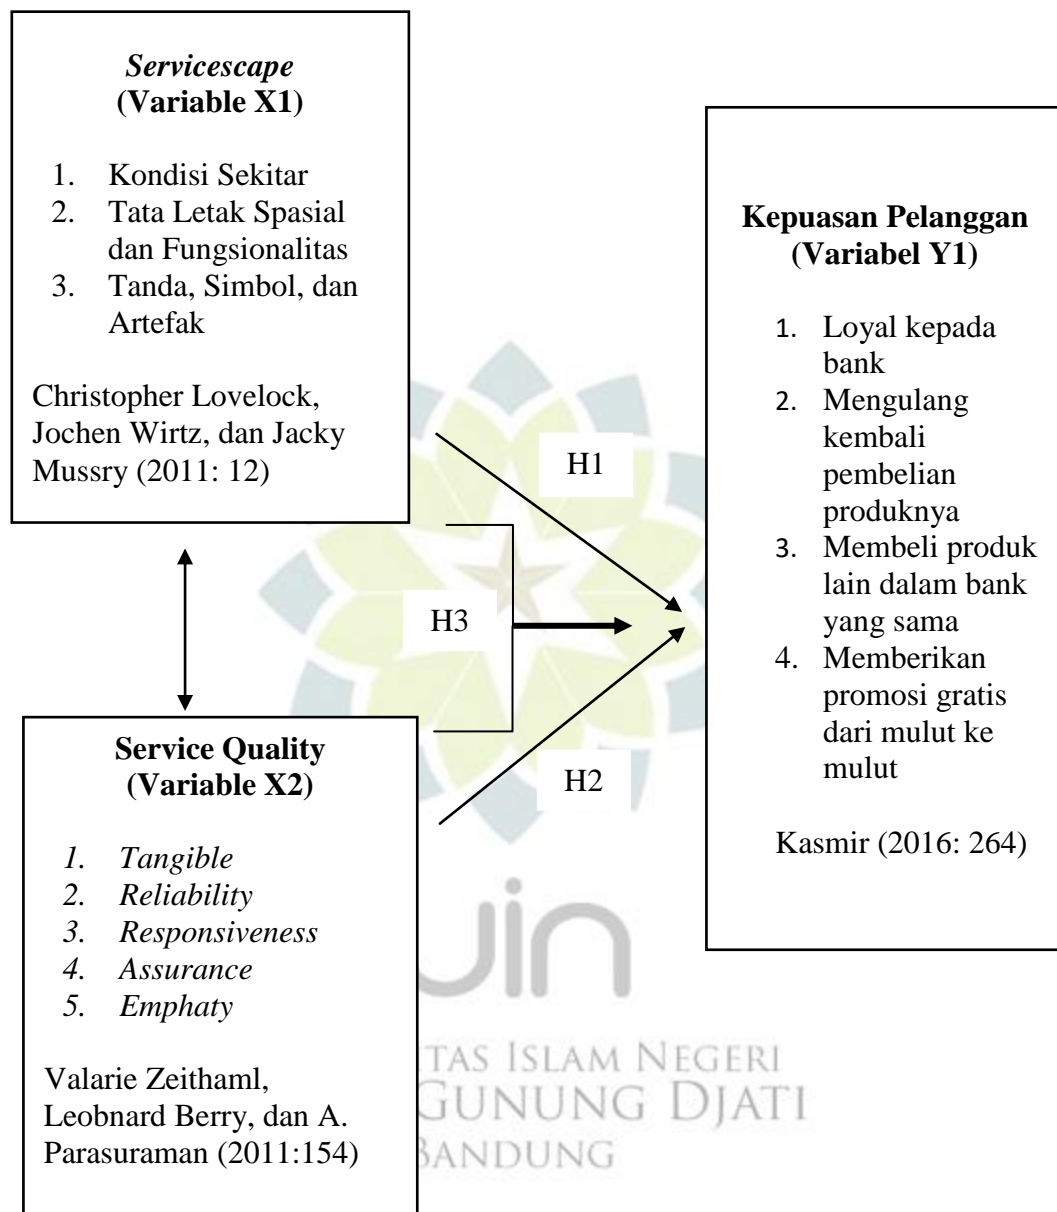 Servicescape
(Variable X1)
1. Kondisi Sekitar
2. Tata Letak Spasial
dan Fungsionalitas
3. Tanda, Simbol, dan
Artefak
Christopher Lovelock,
Jochen Wirtz, dan Jacky
Mussry (2011: 12)
H1
H3
H2
Service Quality
(Variable X2)
1. Tangible
2. Reliability
3. Responsiveness
4. Assurance
5. Emphaty
Valarie Zeithaml,
Leobnard Berry, dan A.
Parasuraman (2011:154)
Kepuasan Pelanggan
(Variabel Y1)
1. Loyal kepada
bank
2. Mengulang
kembali
pembelian
produknya
3. Membeli produk
lain dalam bank
yang sama
4. Memberikan
promosi gratis
dari mulut ke
mulut
Kasmir (2016: 264)
uin
ISLAM NEGERI
GUNUNG DJATI
BANDUNG